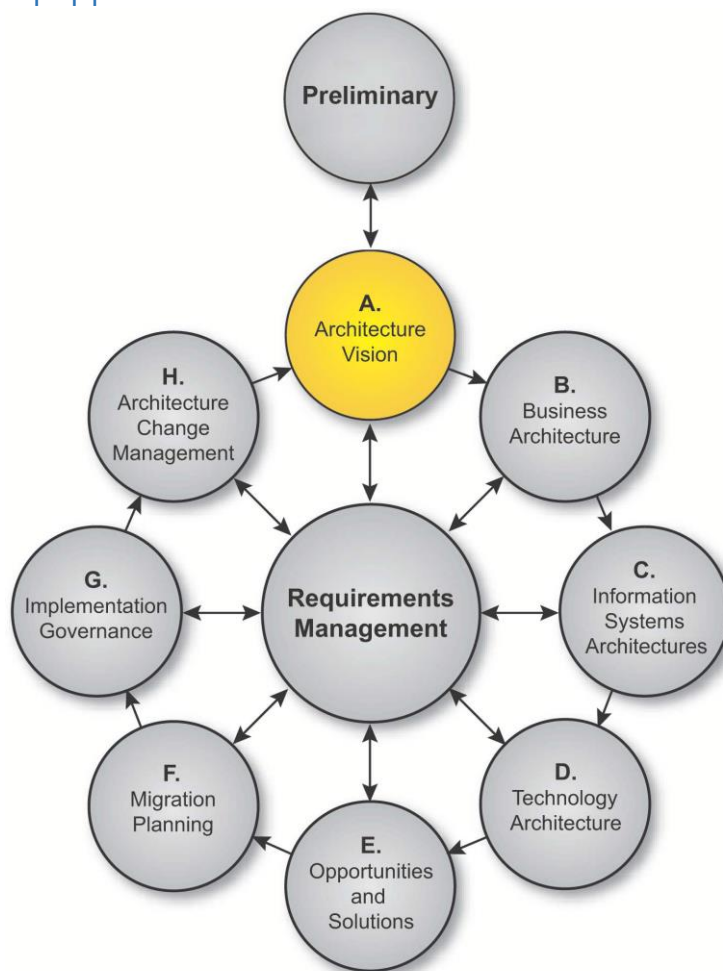 Preliminary
A.
Architecture
Vision
H.
Architecture
Change
Management
B.
Business
Architecture
G.
Implementation
Governance
Requirements
Management
C.
Information
Systems
Architectures
F.
Migration
Planning
D.
Technology
Architecture
E.
Opportunities
and
Solutions